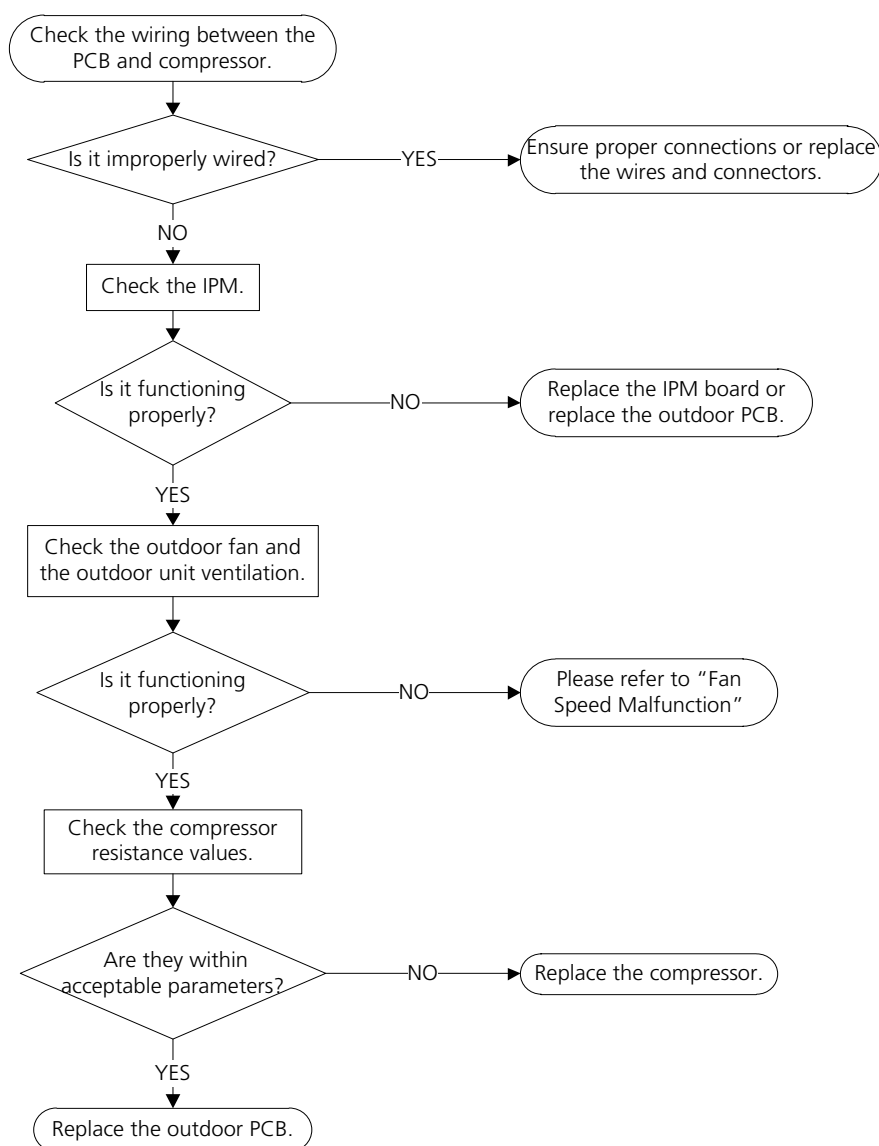 Check the wiring between the
PCB and compressor.
Is it improperly wired?
YES
Ensure proper connections or replace
the wires and connectors.
NO
Check the IPM.
Is it functioning
properly?
NO
Replace the IPM board or
replace the outdoor PCB.
YES
Check the outdoor fan and
the outdoor unit ventilation.
Is it functioning
properly?
NO
Please refer to “Fan
Speed Malfunction”
YES
Check the compressor
resistance values.
Are they within
acceptable parameters?
NO
Replace the compressor.
YES
Replace the outdoor PCB.